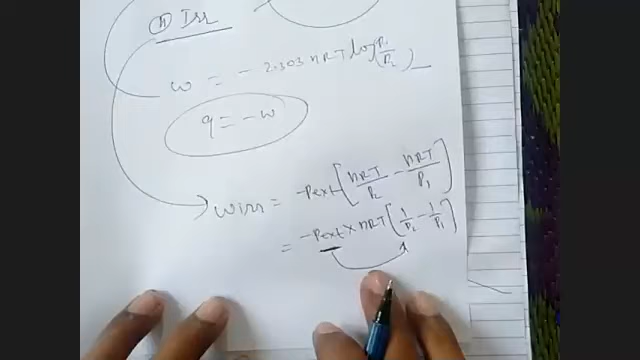 (ii) Irr
w = - 2.303 nRT log(P1/P2)
q = - w
Wirr = -Pext[nRT/P2 - nRT/P1]
= -Pext × nRT[1/P2 - 1/P1]